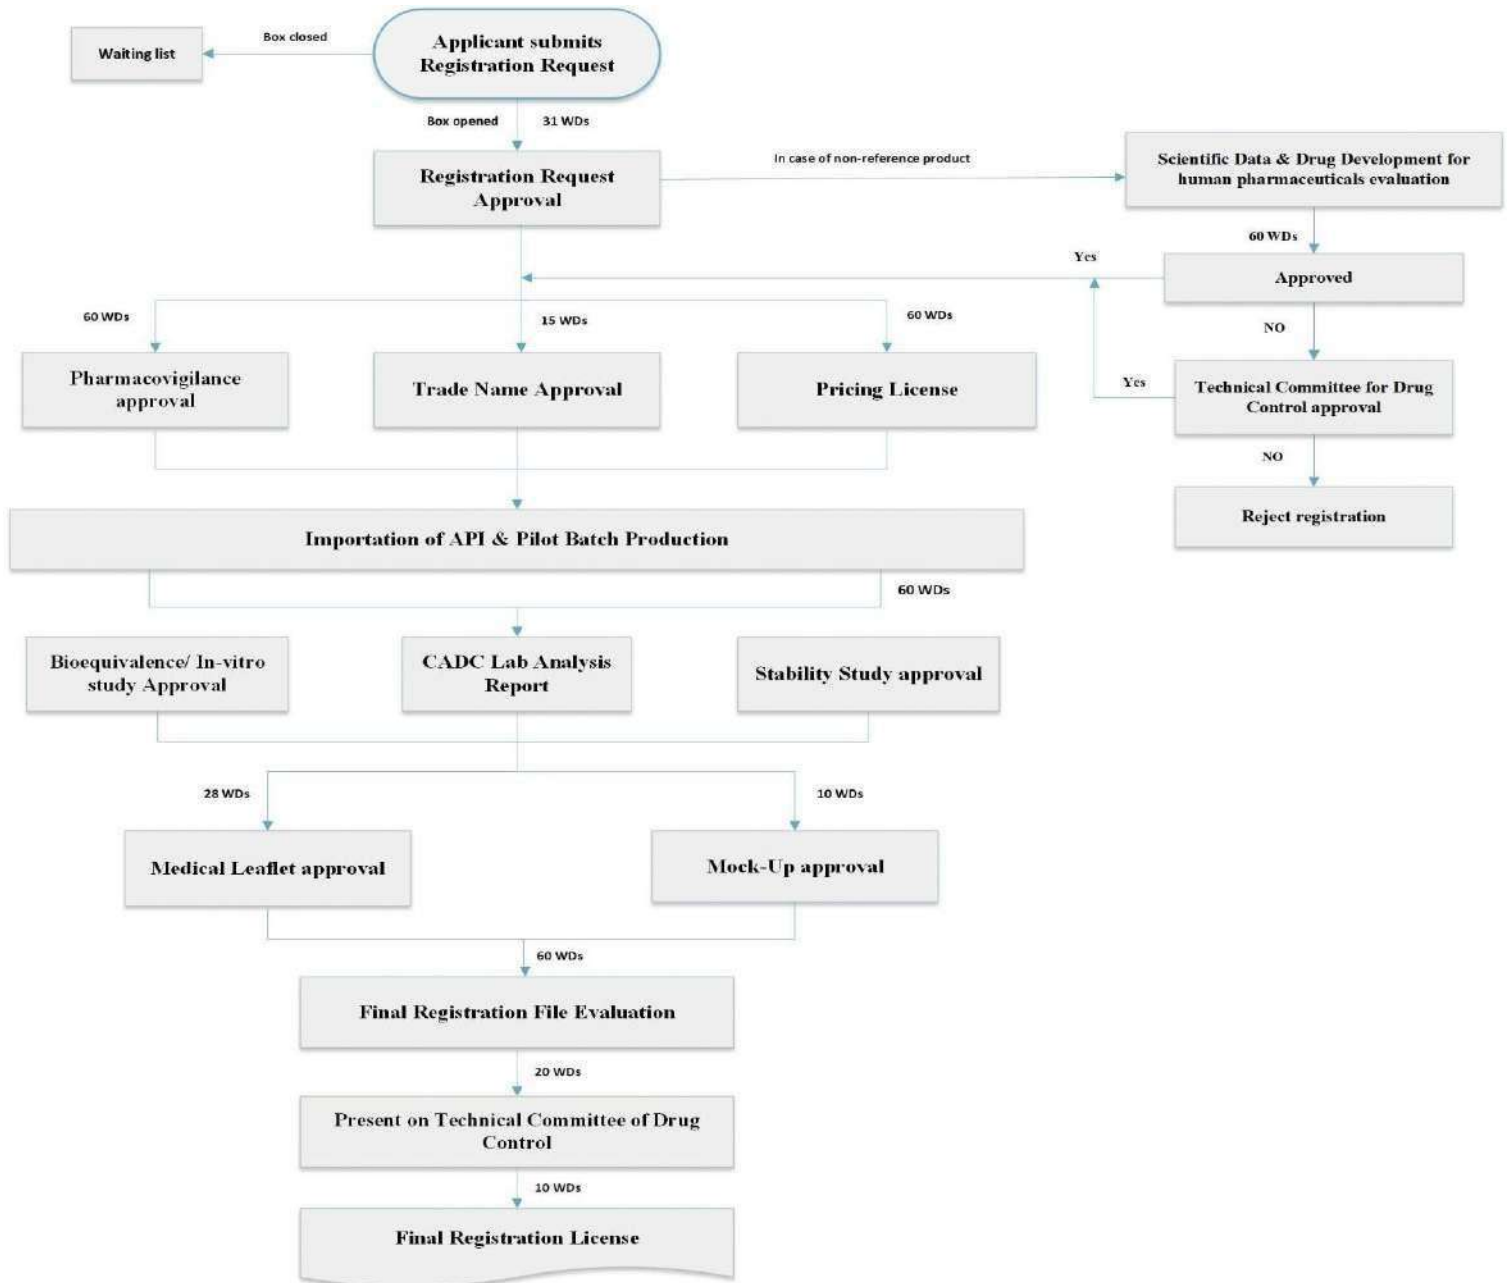 Waiting list
Box closed
Applicant submits
Registration Request
Box opened
31 WDs
Registration Request
Approval
In case of non-reference product
Scientific Data & Drug Development for
human pharmaceuticals evaluation
60 WDs
Yes
Approved
NO
Yes
Technical Committee for Drug
Control approval
NO
Reject registration
60 WDs
15 WDs
60 WDs
Pharmacovigilance
approval
Trade Name Approval
Pricing License
Importation of API & Pilot Batch Production
60 WDs
Bioequivalence/ In-vitro
study Approval
CADC Lab Analysis
Report
Stability Study approval
28 WDs
10 WDs
Medical Leaflet approval
Mock-Up approval
60 WDs
Final Registration File Evaluation
20 WDs
Present on Technical Committee of Drug
Control
10 WDs
Final Registration License